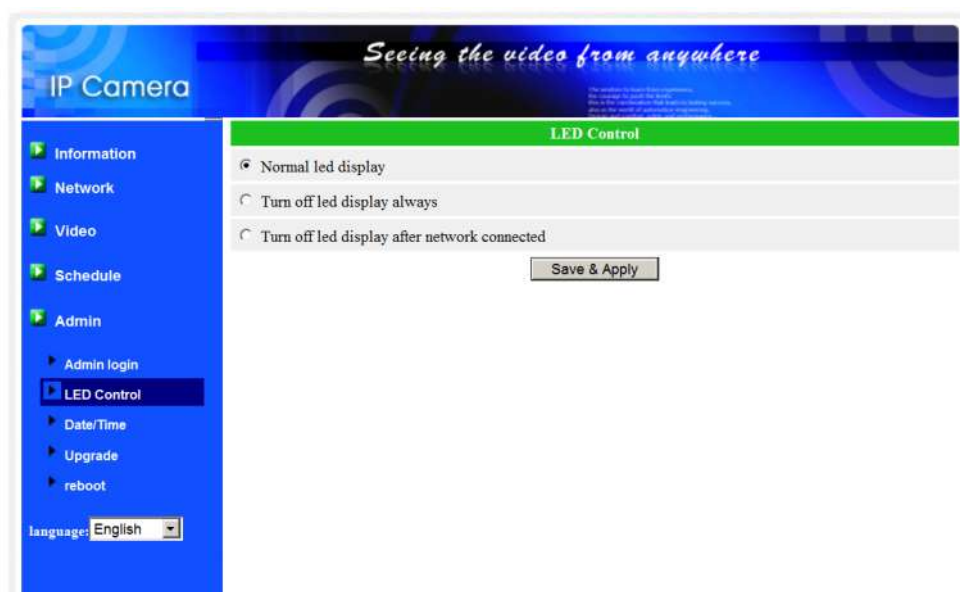 Seeing the video from anywhere
IP Camera
Information
Network
Video
Schedule
Admin
Admin login
LED Control
Date/Time
Upgrade
reboot
language: English
LED Control
Normal led display
Turn off led display always
Turn off led display after network connected
Save & Apply